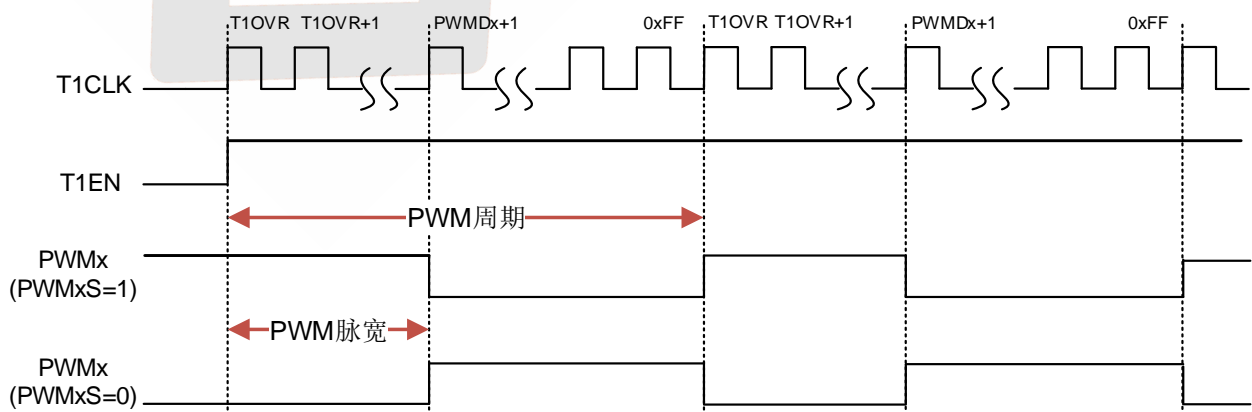 T1OVR T1OVR+1 PWMDx+1 0xFF T1OVR T1OVR+1 PWMDx+1 0xFF
T1CLK
T1EN
PWM周期
PWMx
(PWMxS=1)
PWM脉宽
PWMx
(PWMxS=0)